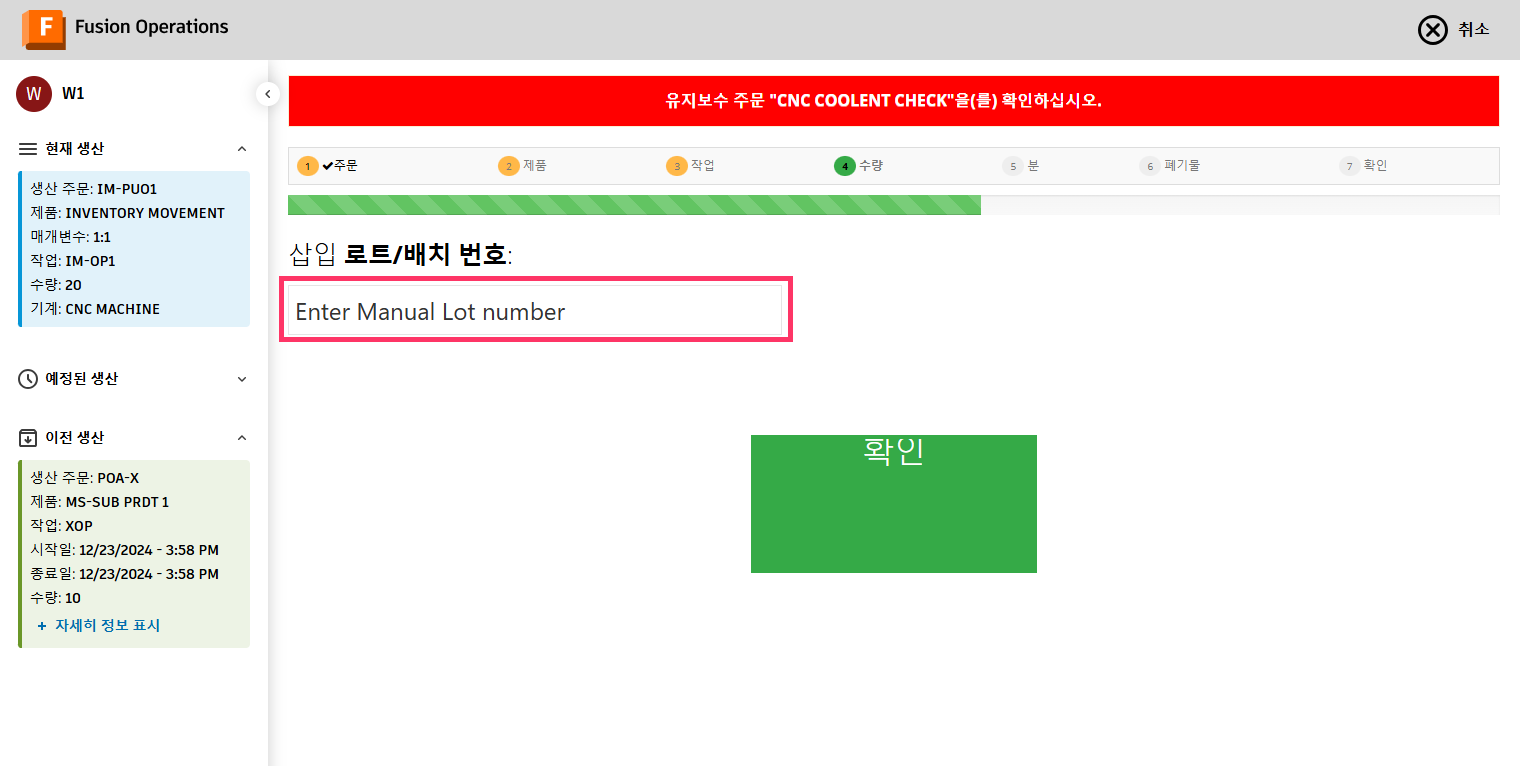 F Fusion Operations
취소
W W1
현재 생산
생산 주문: IM-PUO1
제품: INVENTORY MOVEMENT
매개변수: 1:1
작업: IM-OP1
수량: 20
기계: CNC MACHINE
예정된 생산
이전 생산
생산 주문: POA-X
제품: MS-SUB PRDT 1
작업: XOP
시작일: 12/23/2024 - 3:58 PM
종료일: 12/23/2024 - 3:58 PM
수량: 10
+ 자세히 정보 표시
유지보수 주문 "CNC COOLENT CHECK"을(를) 확인하십시오.
1 ✔주문 2 제품 3 작업 4 수량 5 분 6 폐기물 7 확인
삽입 로트/배치 번호:
Enter Manual Lot number
확인